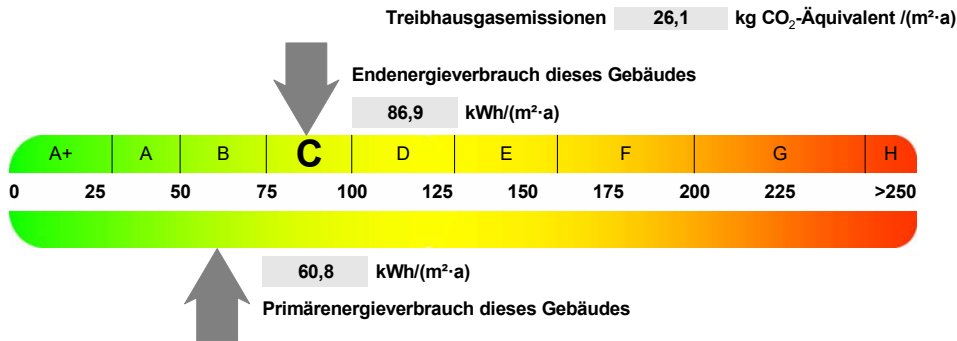 Treibhausgasemissionen 26,1 kg CO₂-Äquivalent /(m²·a)
Endenergieverbrauch dieses Gebäudes
86,9 kWh/(m²·a)
A+ A B C D E F G H
0 25 50 75 100 125 150 175 200 225 >250
60,8 kWh/(m²·a)
Primärenergieverbrauch dieses Gebäudes